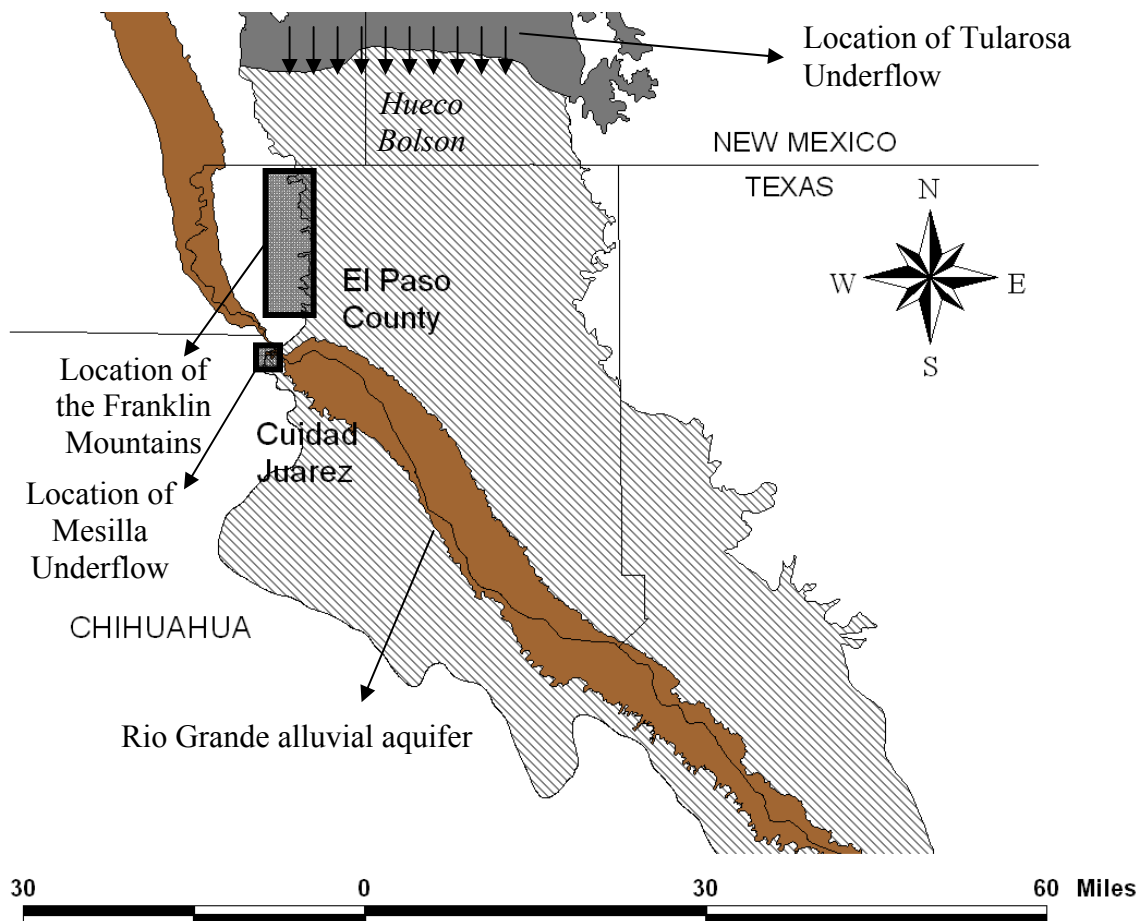 Location of Tularosa
Underflow
Hueco
Bolson
NEW MEXICO
TEXAS
N
W
E
S
El Paso
County
Location of
the Franklin
Mountains
Cuidad
Juarez
Location of
Mesilla
Underflow
CHIHUAHUA
Rio Grande alluvial aquifer
30 0 30 60 Miles